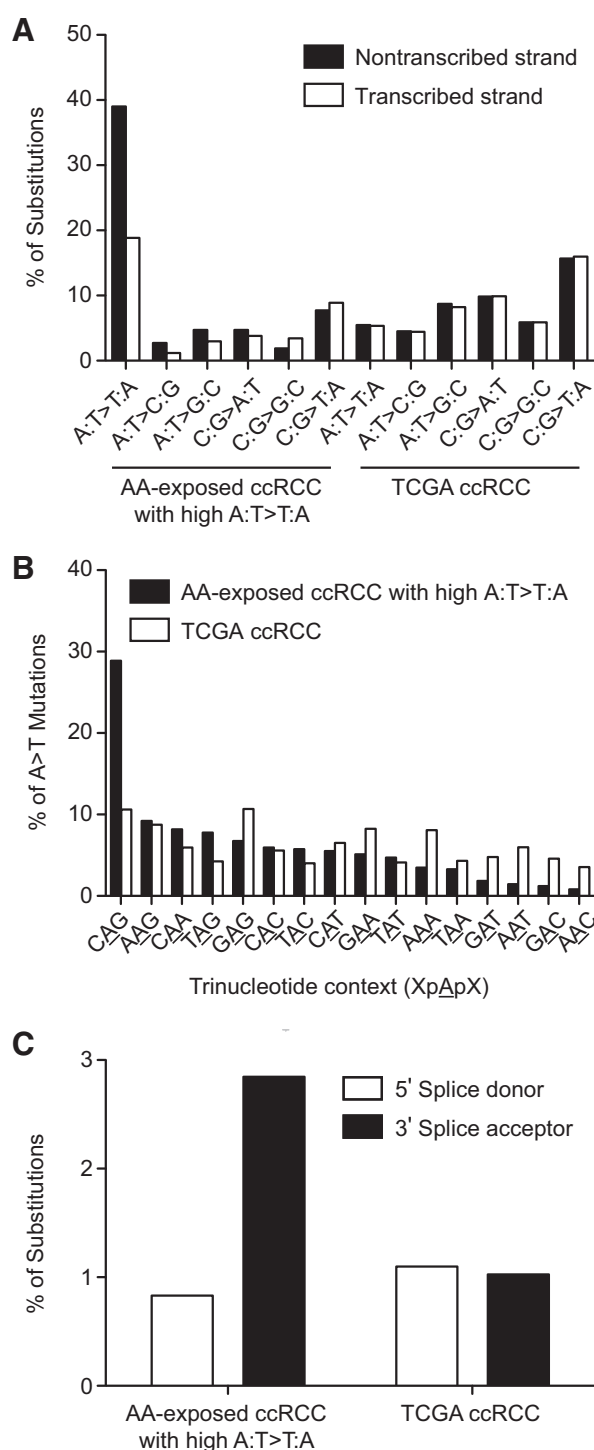 A
50
40
30
20
10
0
% of Substitutions
Nontranscribed strand
Transcribed strand
A:T>T:A
A:T>C:G
A:T>G:C
C:G>A:T
C:G>G:C
C:G>T:A
A:T>T:A
A:T>C:G
A:T>G:C
C:G>A:T
C:G>G:C
C:G>T:A
AA-exposed ccRCC
with high A:T>T:A
TCGA ccRCC
B
40
30
20
10
0
% of A>T Mutations
AA-exposed ccRCC with high A:T>T:A
TCGA ccRCC
CAG
AAG
CAA
TAG
GAG
CAC
TAC
CAT
GAA
TAT
AAA
TAA
GAT
AAT
GAC
AAC
Trinucleotide context (XpApX)
C
3
2
1
0
% of Substitutions
5' Splice donor
3' Splice acceptor
AA-exposed ccRCC
with high A:T>T:A
TCGA ccRCC